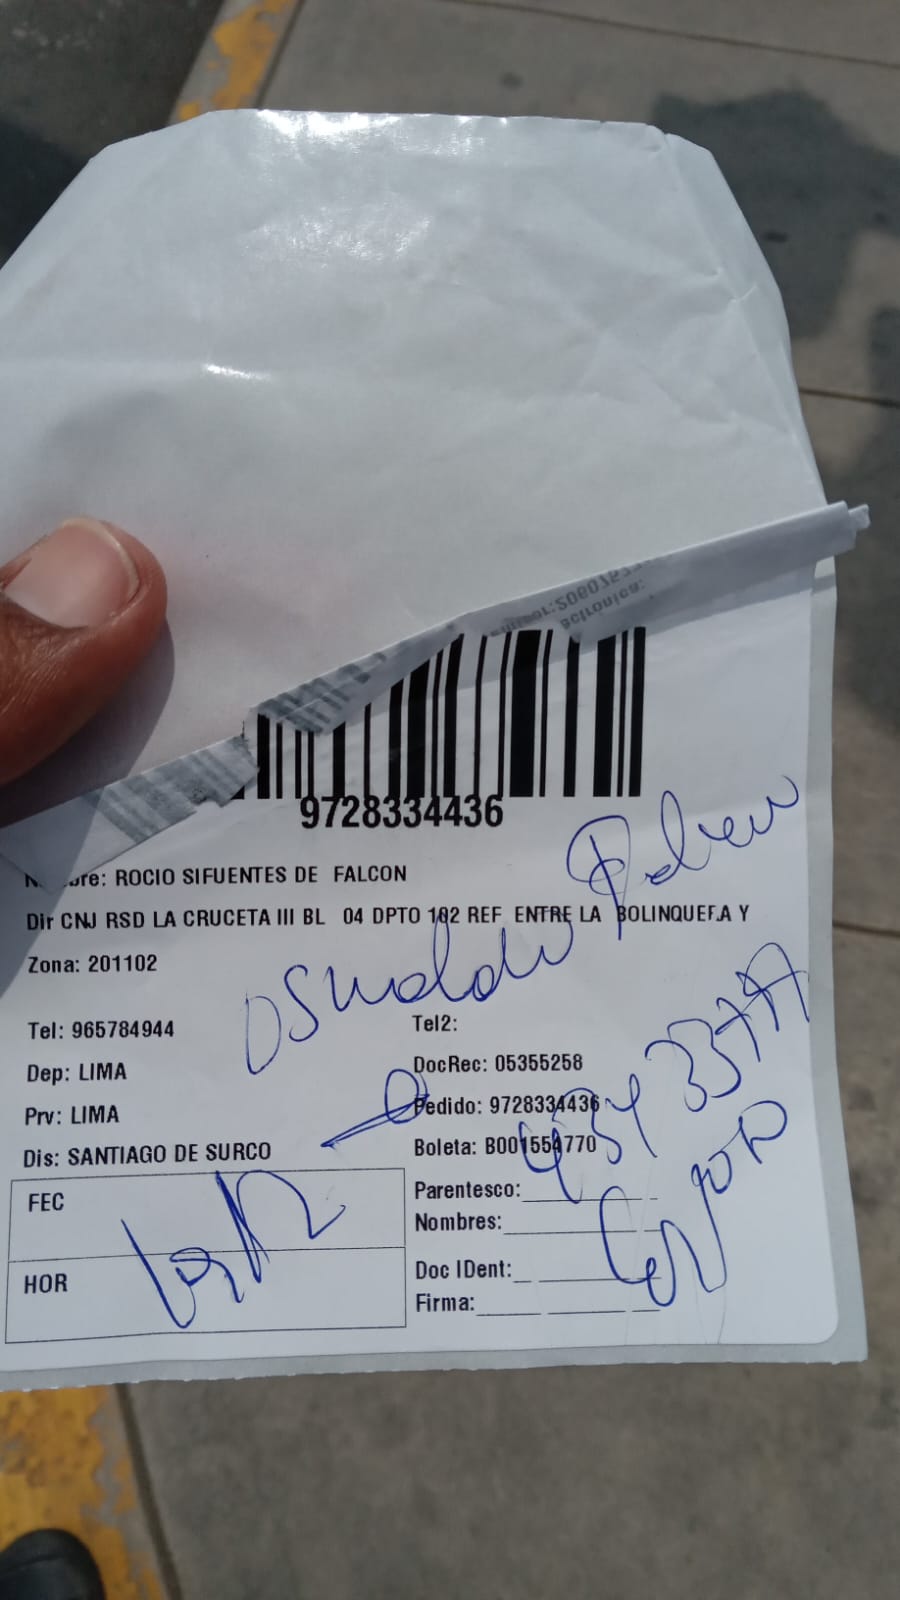 9728334436
bre: ROCIO SIFUENTES DE FALCON
Dir CNJ RSD LA CRUCETA III BL 04 DPTO 102 REF ENTRE LA BOLINQUEFA Y
Zona: 201102
Oswaldo
Tel: 965784944
Tel2:
Dep: LIMA
DocRec: 05355258
Prv: LIMA
Pedido: 9728334436
Dis: SANTIAGO DE SURCO
Boleta: B001554770
FEC
Parentesco:
Nombres:
HOR
Doc IDent:
Firma: